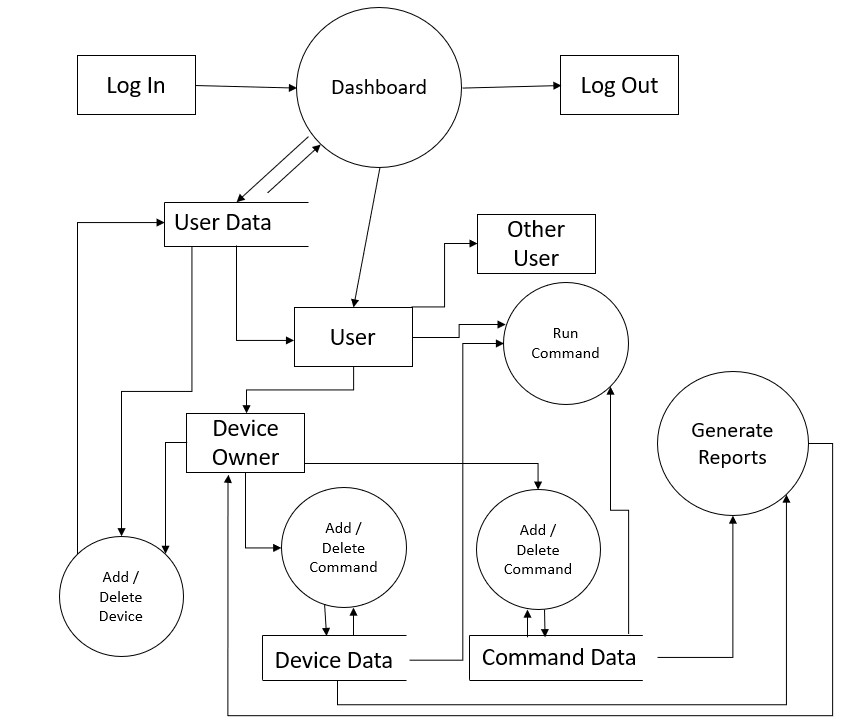 Log In
Dashboard
Log Out
User Data
Other
User
User
Run
Command
Device
Owner
Generate
Reports
Add /
Delete
Command
Add /
Delete
Command
Add /
Delete
Device
Device Data
Command Data